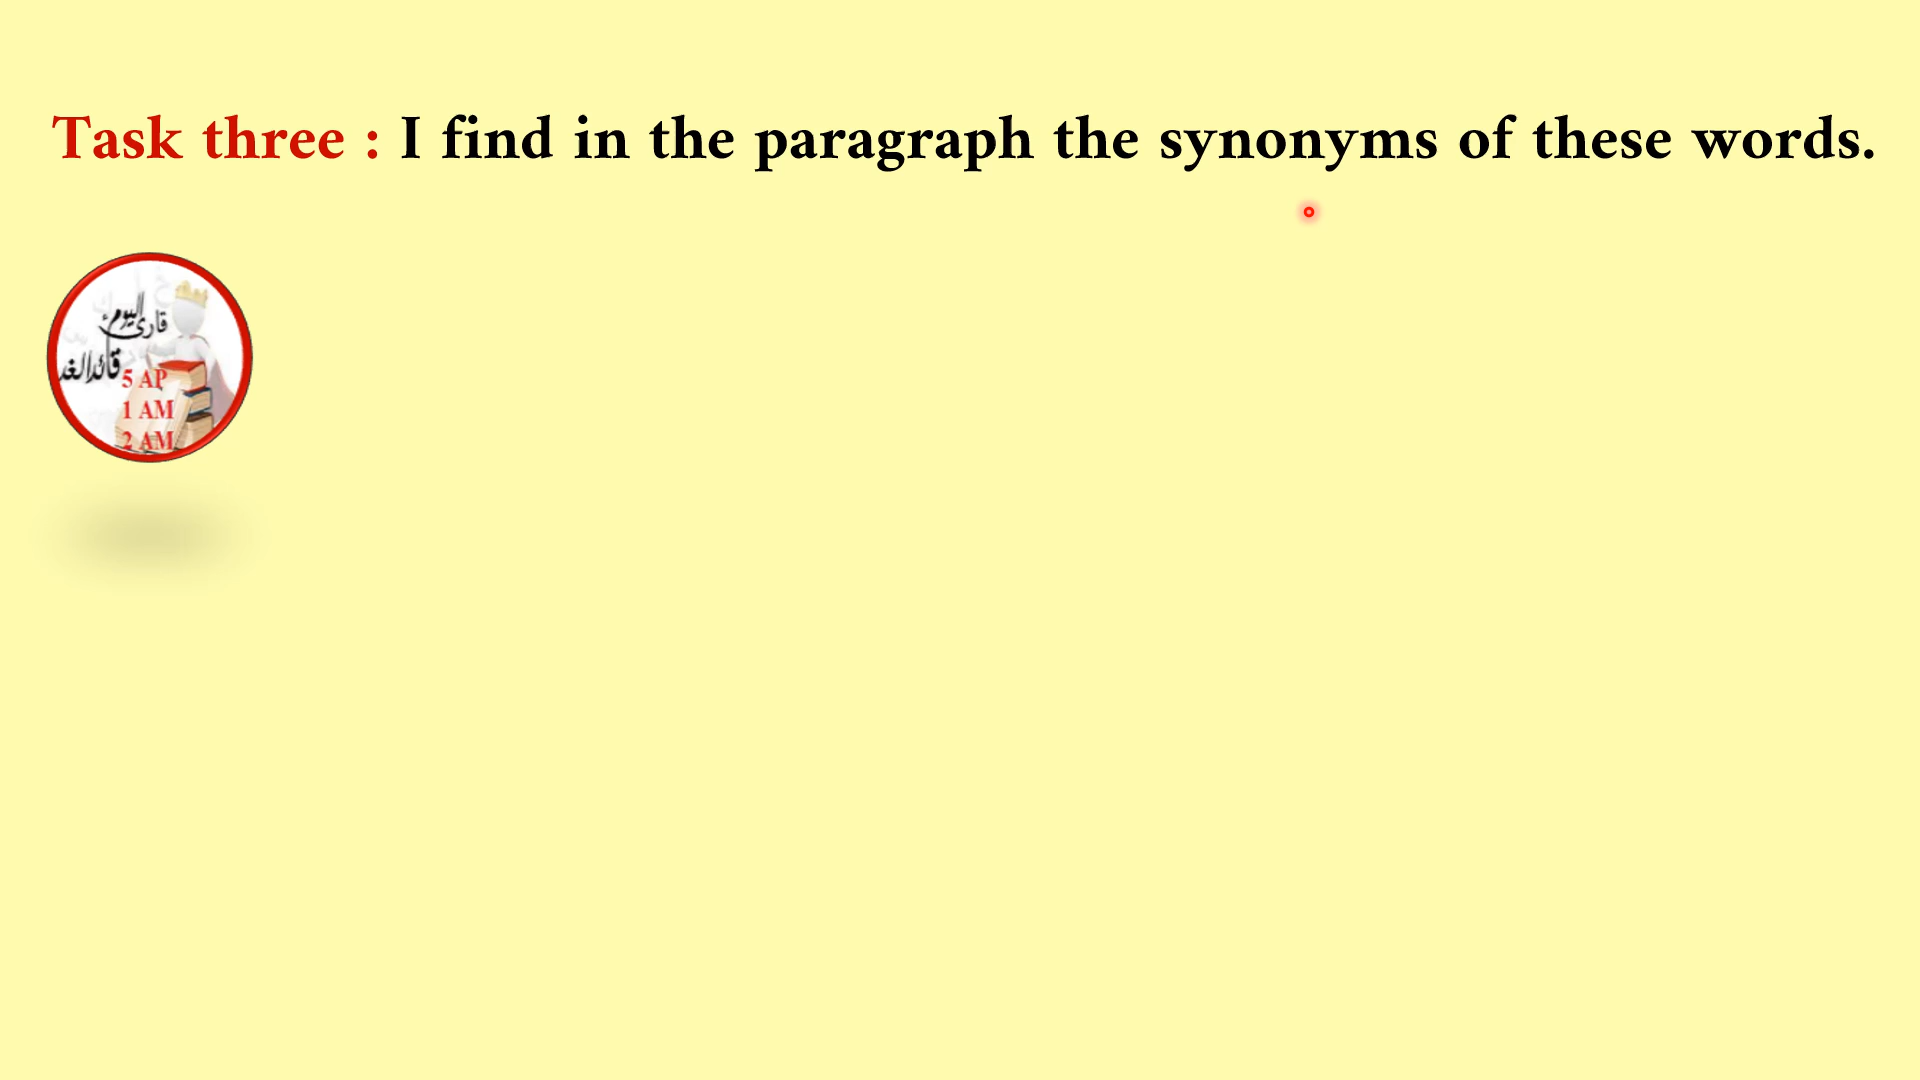 Task three : I find in the paragraph the synonyms of these words.
قارئ اليوم
قائد الغد
5 AP
1 AM
2 AM